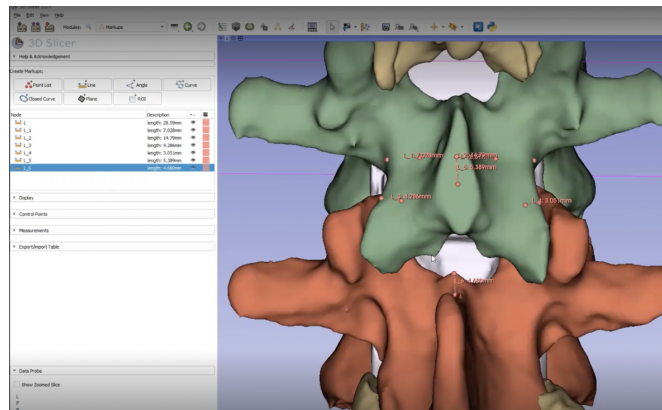 File Edit View Help
Modules:
Markups
3D Slicer
Help & Acknowledgement
Create Markups:
Point List
Line
Angle
Curve
Closed Curve
Plane
ROI
Node
Description
L
length: 28.59mm
L_1
length: 7.028mm
L_2
length: 14.79mm
L_3
length: 4.286mm
L_4
length: 3.051mm
L_5
length: 5.389mm
L_6
Display
Control Points
Measurements
Export/Import Table
L_4: 3.051mm
Data Probe
Show Zoomed Slice
L
F